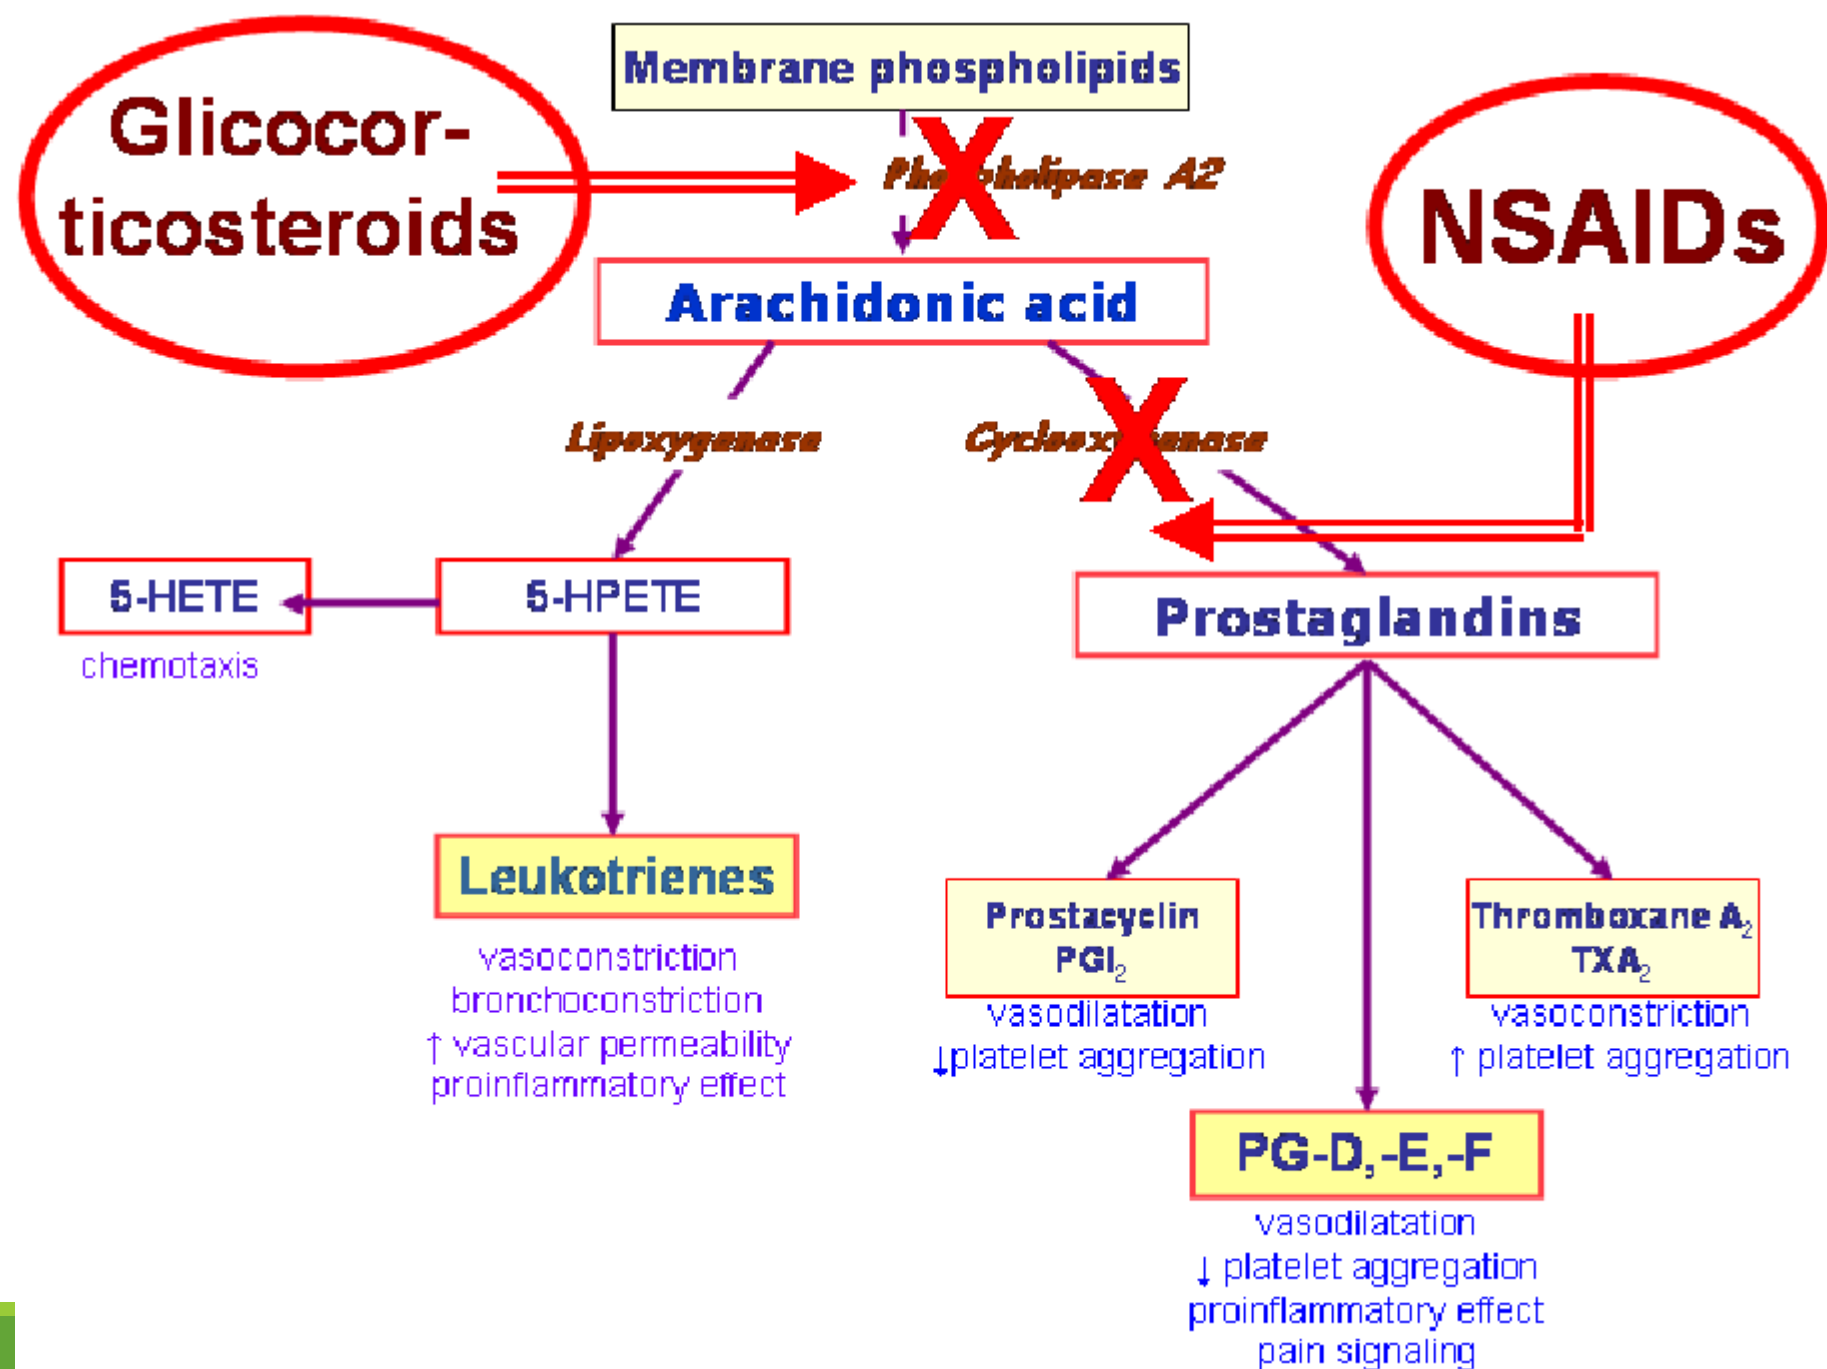 Glicocor-
ticosteroids
Membrane phospholipids
Phospholipase A2
NSAIDs
Arachidonic acid
Lipoxygenase
Cyclooxygenase
5-HETE
chemotaxis
5-HPETE
Prostaglandins
Leukotrienes
vasoconstriction
bronchoconstriction
↑ vascular permeability
proinflammatory effect
Prostacyclin
PGI₂
vasodilatation
↓platelet aggregation
Thromboxane A₂
TXA₂
vasoconstriction
↑ platelet aggregation
PG-D,-E,-F
vasodilatation
↓ platelet aggregation
proinflammatory effect
pain signaling